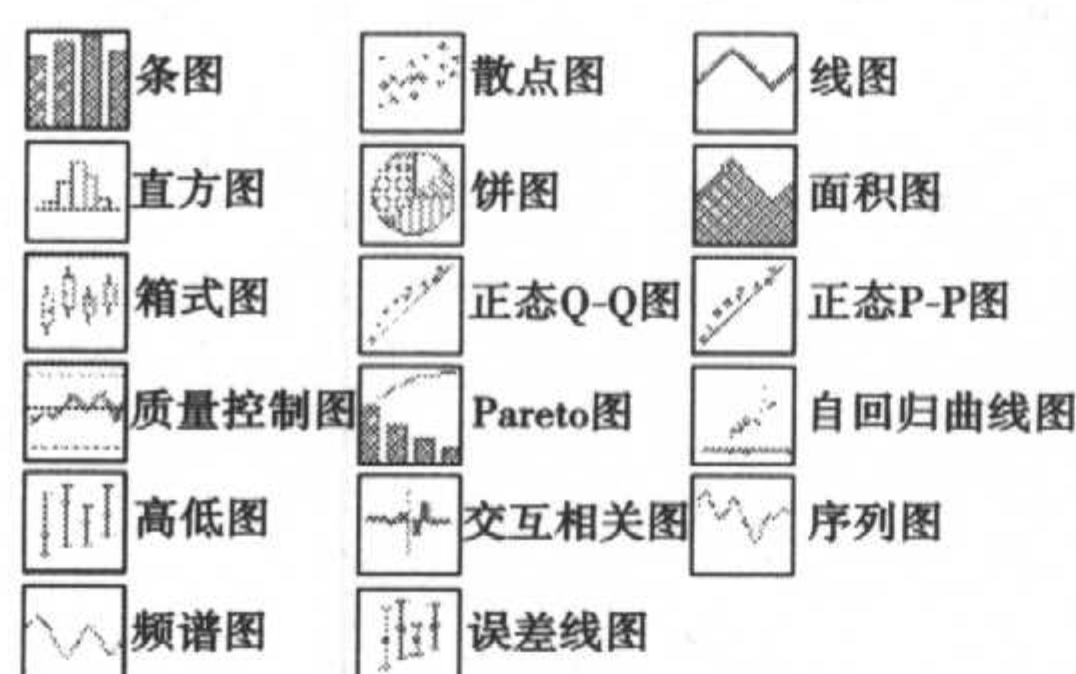 条图 散点图 线图
直方图 饼图 面积图
箱式图 正态Q-Q图 正态P-P图
质量控制图 Pareto图 自回归曲线图
高低图 交互相关图 序列图
频谱图 误差线图